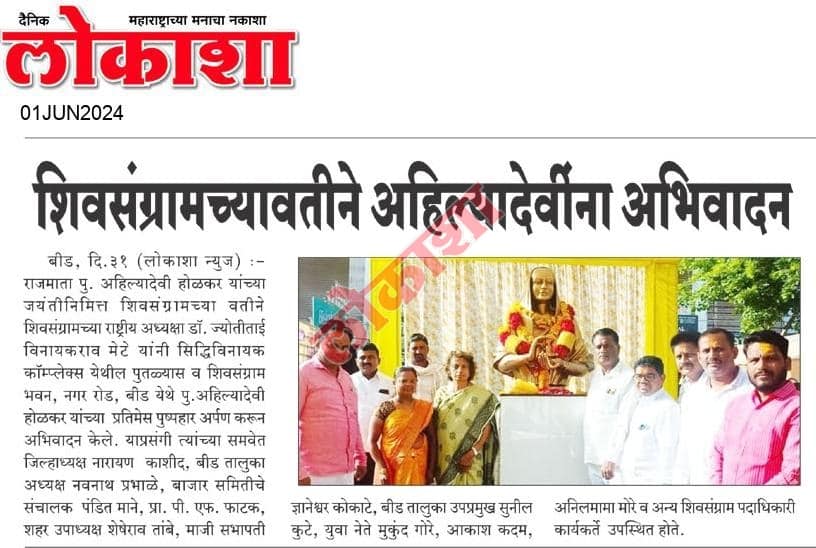 दैनिक
महाराष्ट्राच्या मनाचा नकाशा
लोकाशा
01JUN2024
शिवसंग्रामच्यावतीने अहिल्यादेवींना अभिवादन
बीड, दि.३१ (लोकाशा न्युज) :–
राजमाता पु. अहिल्यादेवी होळकर यांच्या
जयंतीनिमित्त शिवसंग्रामच्या वतीने
शिवसंग्रामच्या राष्ट्रीय अध्यक्षा डॉ. ज्योतीताई
विनायकराव मेटे यांनी सिद्धिविनायक
कॉम्प्लेक्स येथील पुतळ्यास व शिवसंग्राम
भवन, नगर रोड, बीड येथे पु.अहिल्यादेवी
होळकर यांच्या प्रतिमेस पुष्पहार अर्पण करून
अभिवादन केले. याप्रसंगी त्यांच्या समवेत
जिल्हाध्यक्ष नारायण काशीद, बीड तालुका
अध्यक्ष नवनाथ प्रभाळे, बाजार समितीचे
संचालक पंडित माने, प्रा. पी. एफ. फाटक,
शहर उपाध्यक्ष शेषेराव तांबे, माजी सभापती
ज्ञानेश्वर कोकाटे, बीड तालुका उपप्रमुख सुनील
कुटे, युवा नेते मुकुंद गोरे, आकाश कदम,
अनिलमामा मोरे व अन्य शिवसंग्राम पदाधिकारी
कार्यकर्ते उपस्थित होते.
लोकाशा